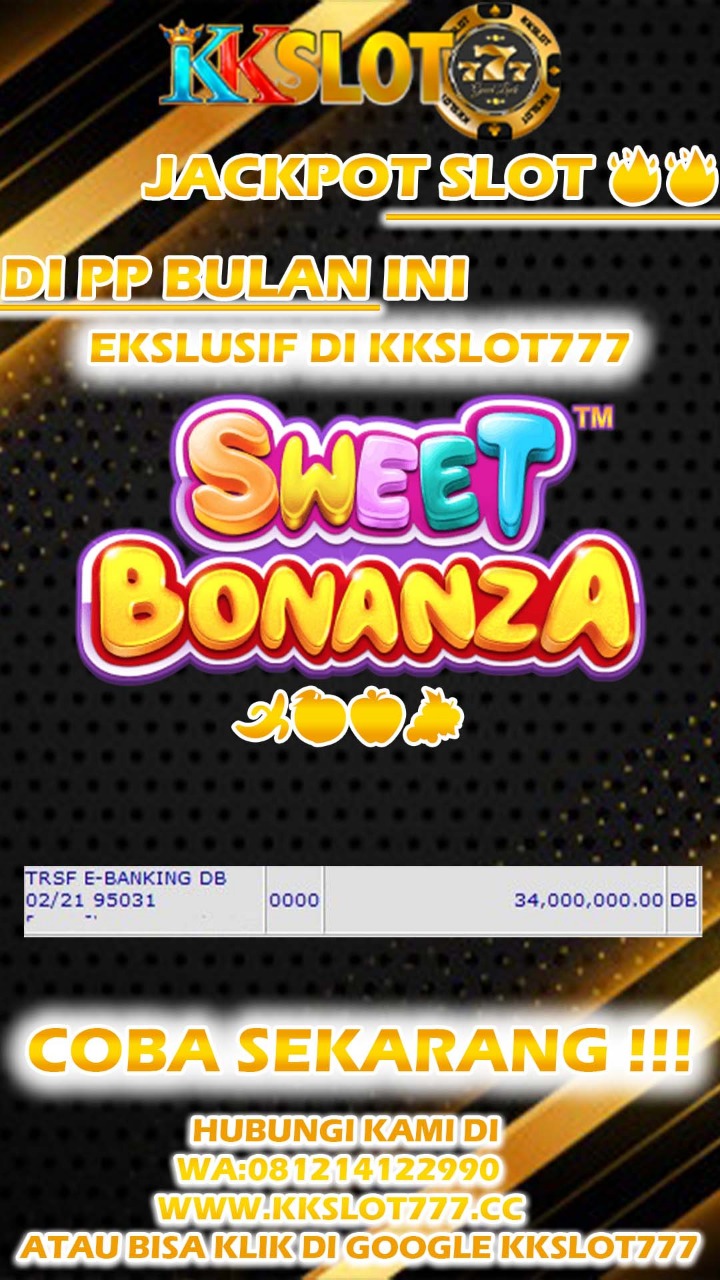 KKSLOT 777
JACKPOT SLOT 🔥🔥
DI PP BULAN INI
EKSLUSIF DI KKSLOT777
SWEET™
BONANZA
🌶🍊🍎🍇
TRSF E-BANKING DB
02/21 95031 0000 34,000,000.00 DB
COBA SEKARANG !!!
HUBUNGI KAMI DI
WA:081214122990
WWW.KKSLOT777.CC
ATAU BISA KLIK DI GOOGLE KKSLOT777